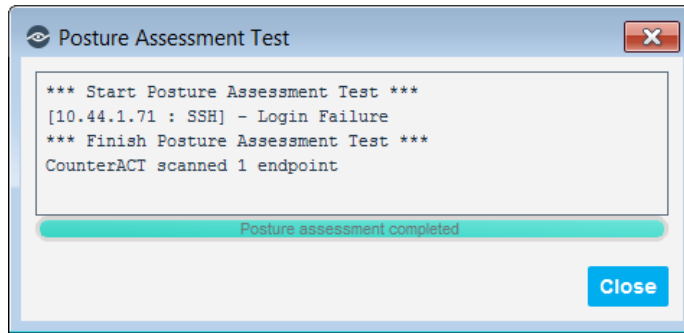 Posture Assessment Test
*** Start Posture Assessment Test ***
[10.44.1.71 : SSH] - Login Failure
*** Finish Posture Assessment Test ***
CounterACT scanned 1 endpoint
Posture assessment completed
Close